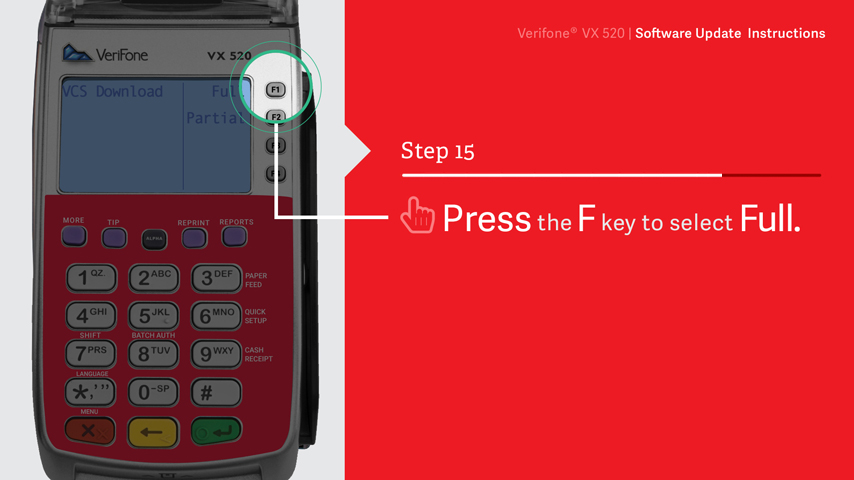 Verifone® VX 520 | Software Update Instructions
VeriFone VX 520
VCS Download
Partial
F1
F2
Step 15
Press the F key to select Full.
MORE TIP ALPHA REPRINT REPORTS
1 QZ. 2 ABC 3 DEF PAPER FEED
4 GHI 5 JKL 6 MNO QUICK SETUP
SHIFT BATCH AUTH
7 PRS 8 TUV 9 WXY CASH RECEIPT
LANGUAGE
*,'" 0 -SP #
MENU